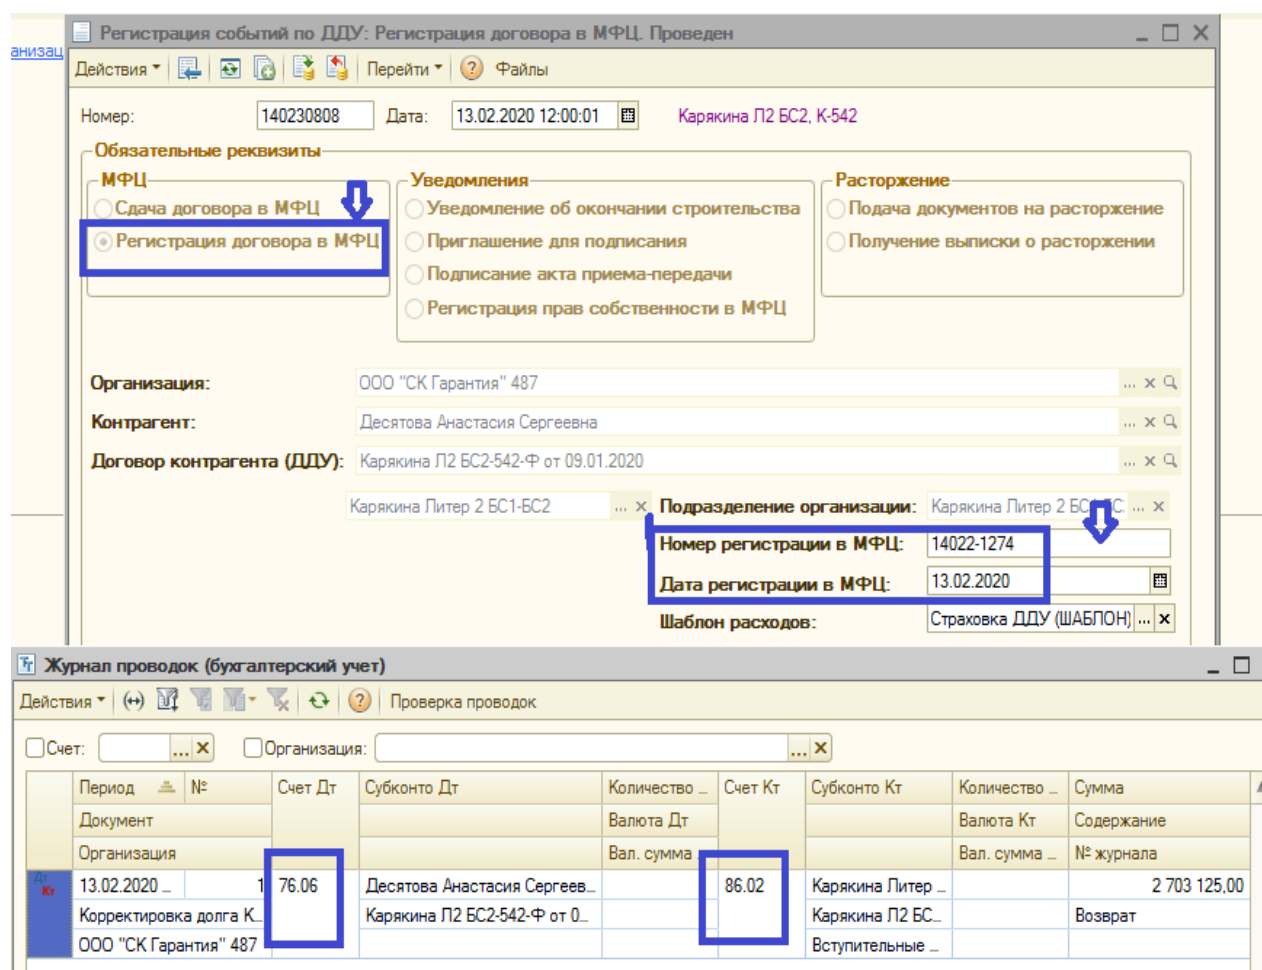 Регистрация событий по ДДУ: Регистрация договора в МФЦ. Проведен
анизац
Действия Перейти Файлы
Номер: 140230808 Дата: 13.02.2020 12:00:01 Карякина Л2 БС2, К-542
Обязательные реквизиты
МФЦ Уведомления Расторжение
Сдача договора в МФЦ Уведомление об окончании строительства Подача документов на расторжение
Регистрация договора в МФЦ Приглашение для подписания Получение выписки о расторжении
Подписание акта приема-передачи
Регистрация прав собственности в МФЦ
Организация: ООО "СК Гарантия" 487
Контрагент: Десятова Анастасия Сергеевна
Договор контрагента (ДДУ): Карякина Л2 БС2-542-Ф от 09.01.2020
Карякина Литер 2 БС1-БС2 Подразделение организации: Карякина Литер 2
Номер регистрации в МФЦ: 14022-1274
Дата регистрации в МФЦ: 13.02.2020
Шаблон расходов: Страховка ДДУ (ШАБЛОН)
Журнал проводок (бухгалтерский учет)
Действия Проверка проводок
Счет: Организация:
Период № Счет Дт Субконто Дт Количество ... Счет Кт Субконто Кт Количество ... Сумма
Документ Валюта Дт Валюта Кт Содержание
Организация Вал. сумма Вал. сумма ... № журнала
Дт Кт 13.02.2020 ... 1 76.06 Десятова Анастасия Сергеев... 86.02 Карякина Литер ... 2 703 125,00
Корректировка долга К... Карякина Л2 БС2-542-Ф от 0... Карякина Л2 БС... Возврат
ООО "СК Гарантия" 487 Вступительные ...